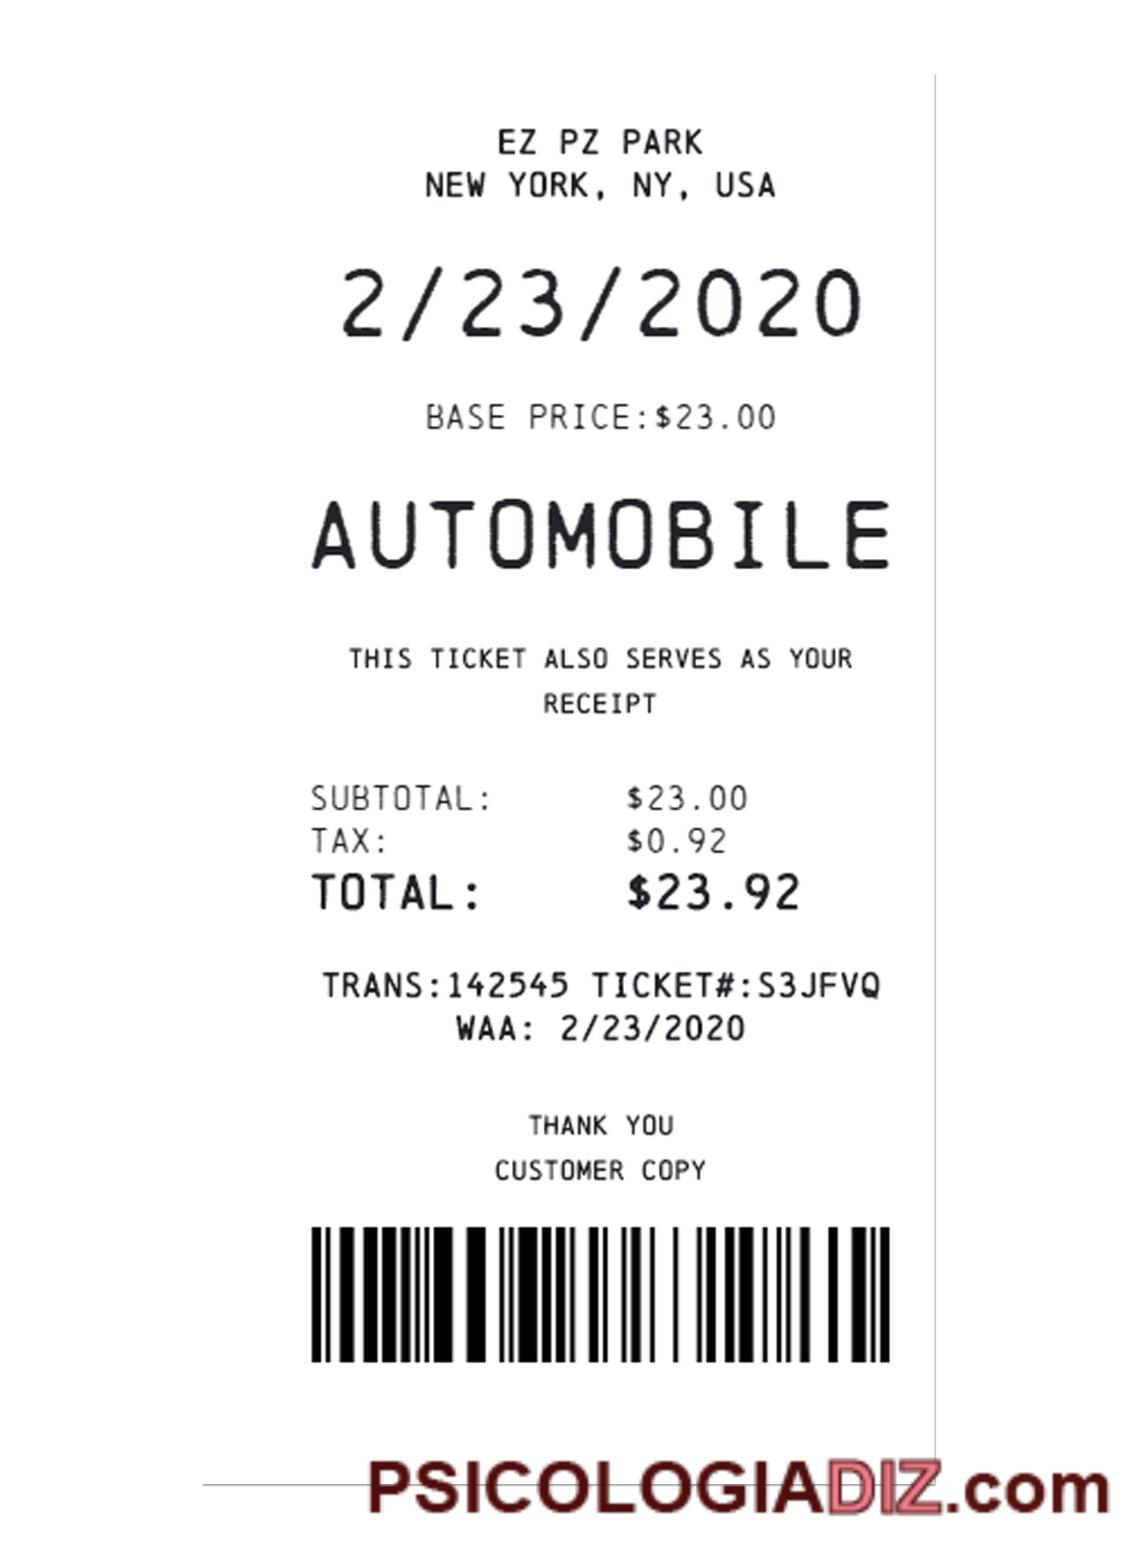 EZ PZ PARK
NEW YORK, NY, USA
2/23/2020
BASE PRICE:$23.00
AUTOMOBILE
THIS TICKET ALSO SERVES AS YOUR
RECEIPT
SUBTOTAL: $23.00
TAX: $0.92
TOTAL: $23.92
TRANS:142545 TICKET#:S3JFVQ
WAA: 2/23/2020
THANK YOU
CUSTOMER COPY
PSICOLOGIADIZ.com